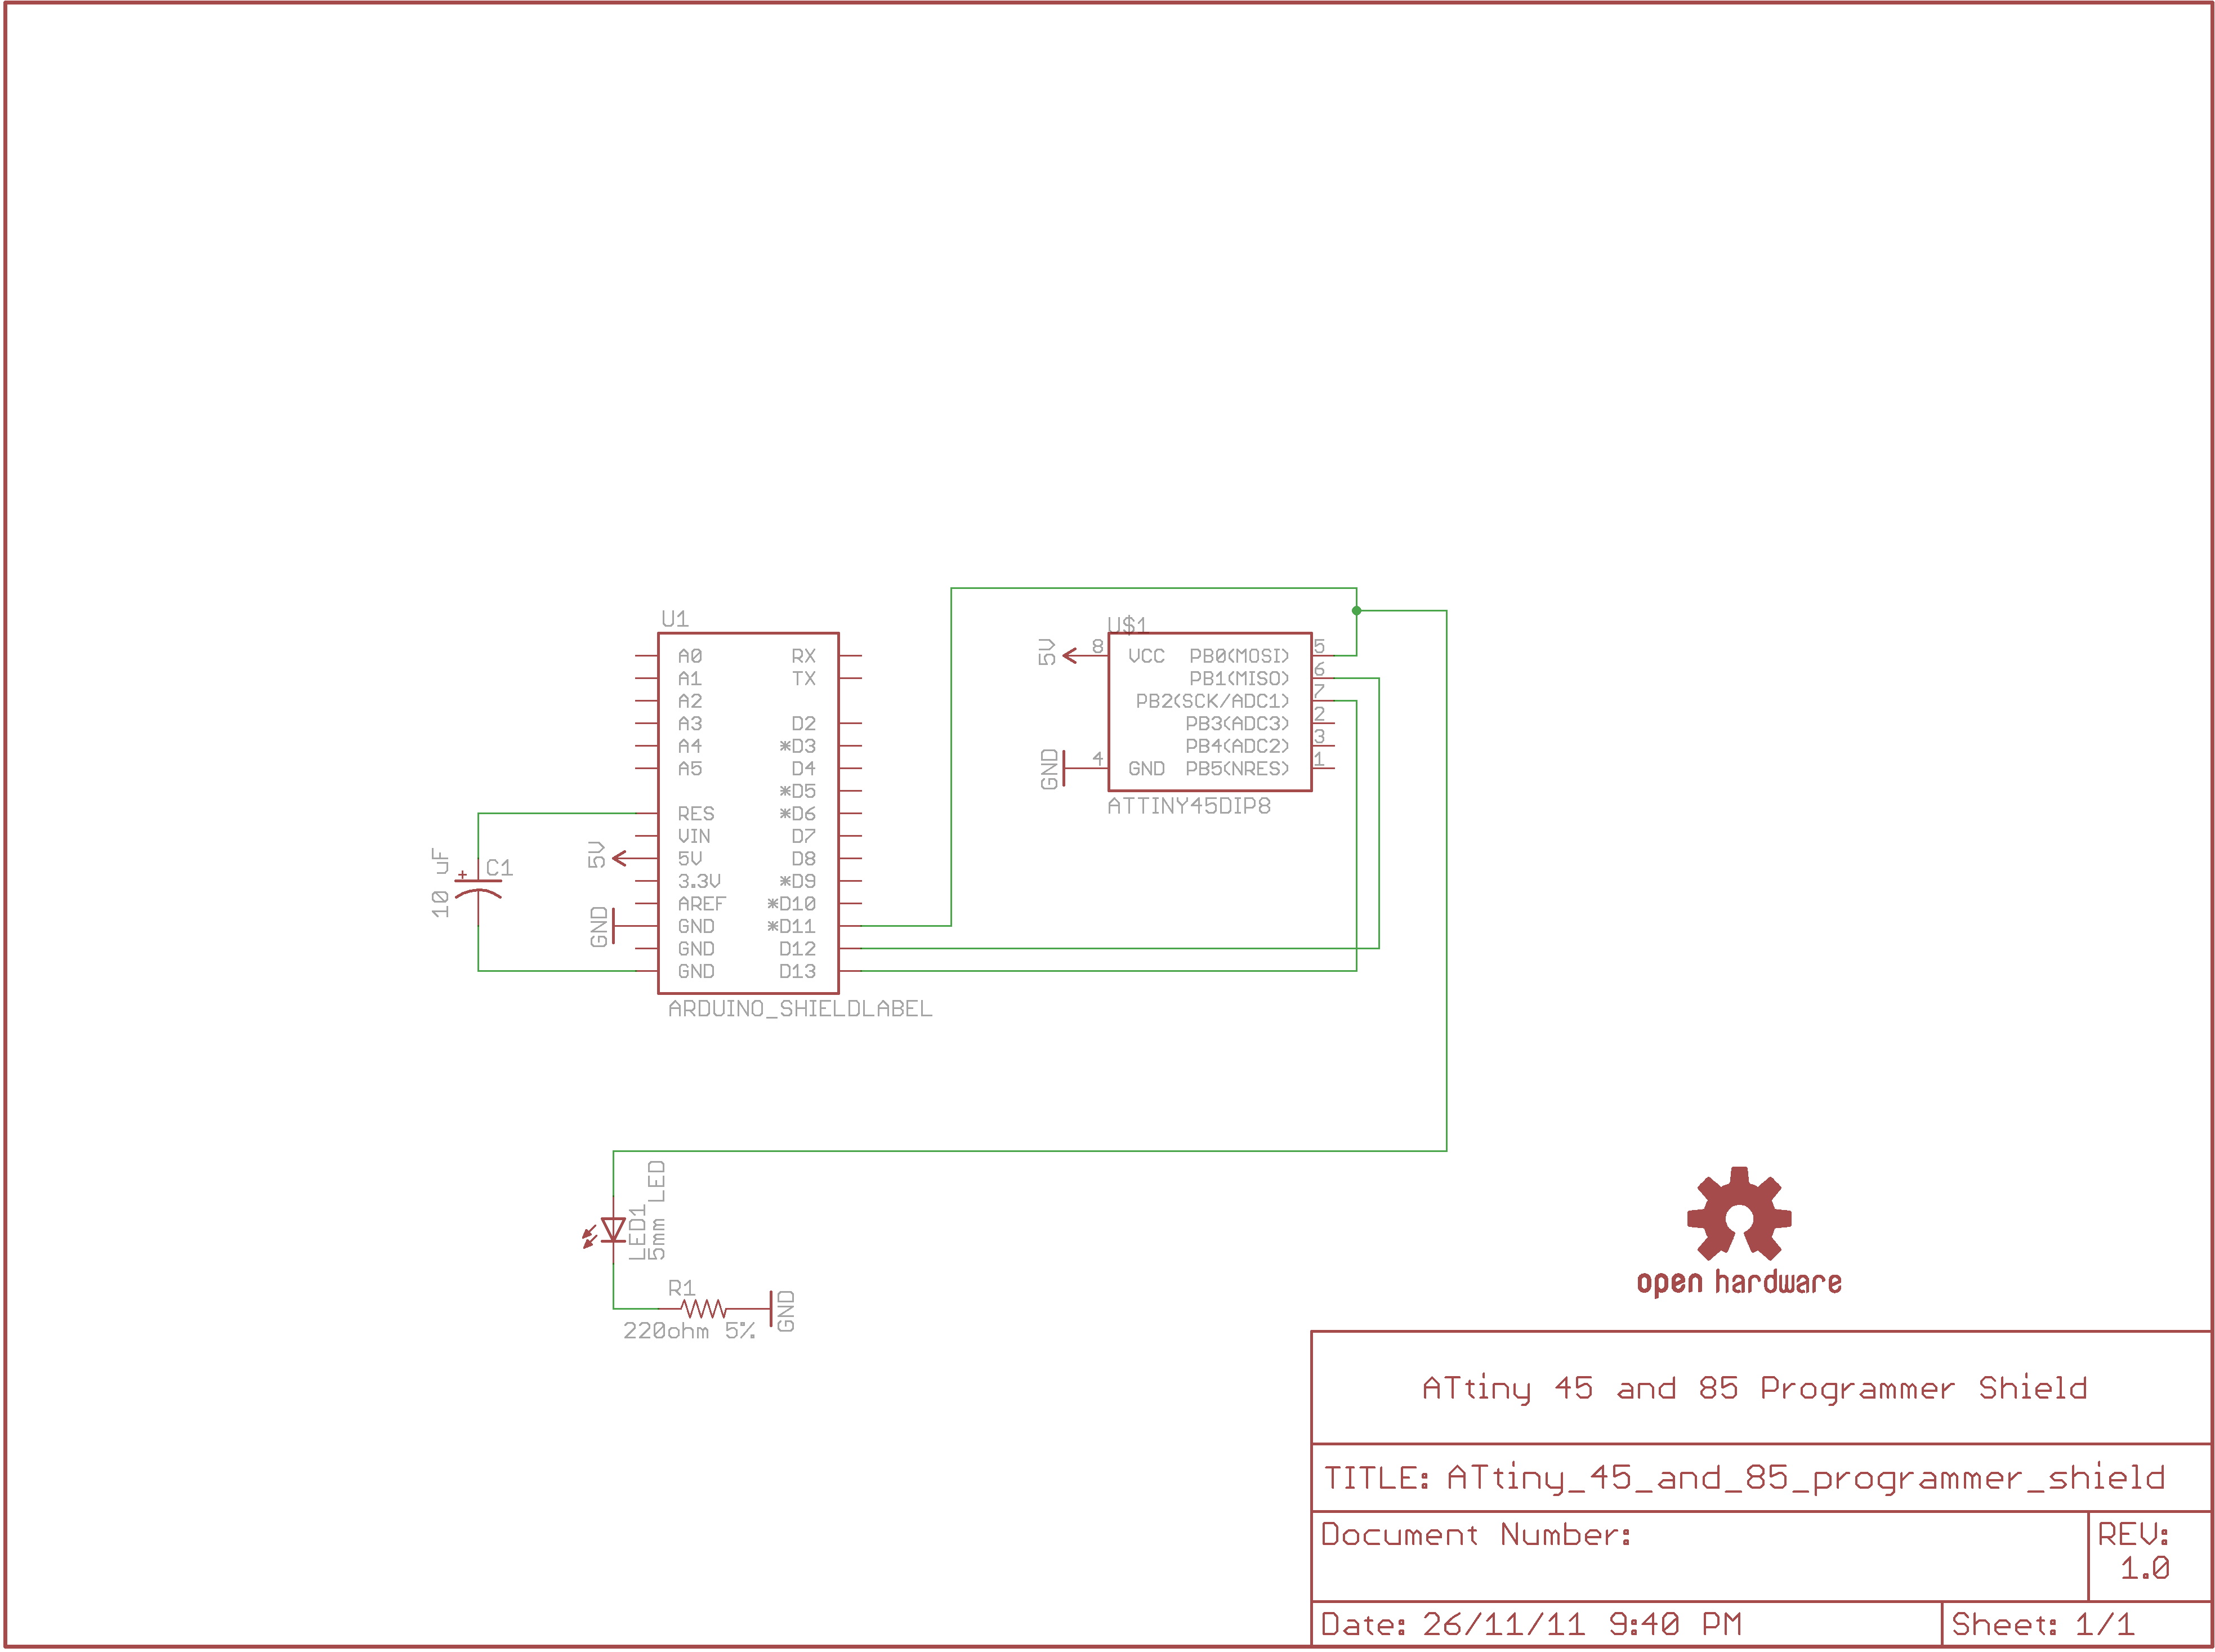 U1
A0 RX
A1 TX
A2
A3 D2
A4 *D3
A5 D4
*D5
RES *D6
VIN D7
5V D8
3.3V *D9
AREF *D10
GND *D11
GND D12
GND D13
ARDUINO_SHIELDLABEL
5V
GND
C1
10 uF
U$1
5V
8 VCC PB0(MOSI) 5
PB1(MISO) 6
PB2(SCK/ADC1) 7
PB3(ADC3) 2
PB4(ADC2) 3
GND
4 GND PB5(NRES) 1
ATTINY45DIP8
LED1
5mm LED
R1
220ohm 5%
GND
open hardware
ATtiny 45 and 85 Programmer Shield
TITLE: ATtiny_45_and_85_programmer_shield
Document Number:
REV:
1.0
Date: 26/11/11 9:40 PM
Sheet: 1/1